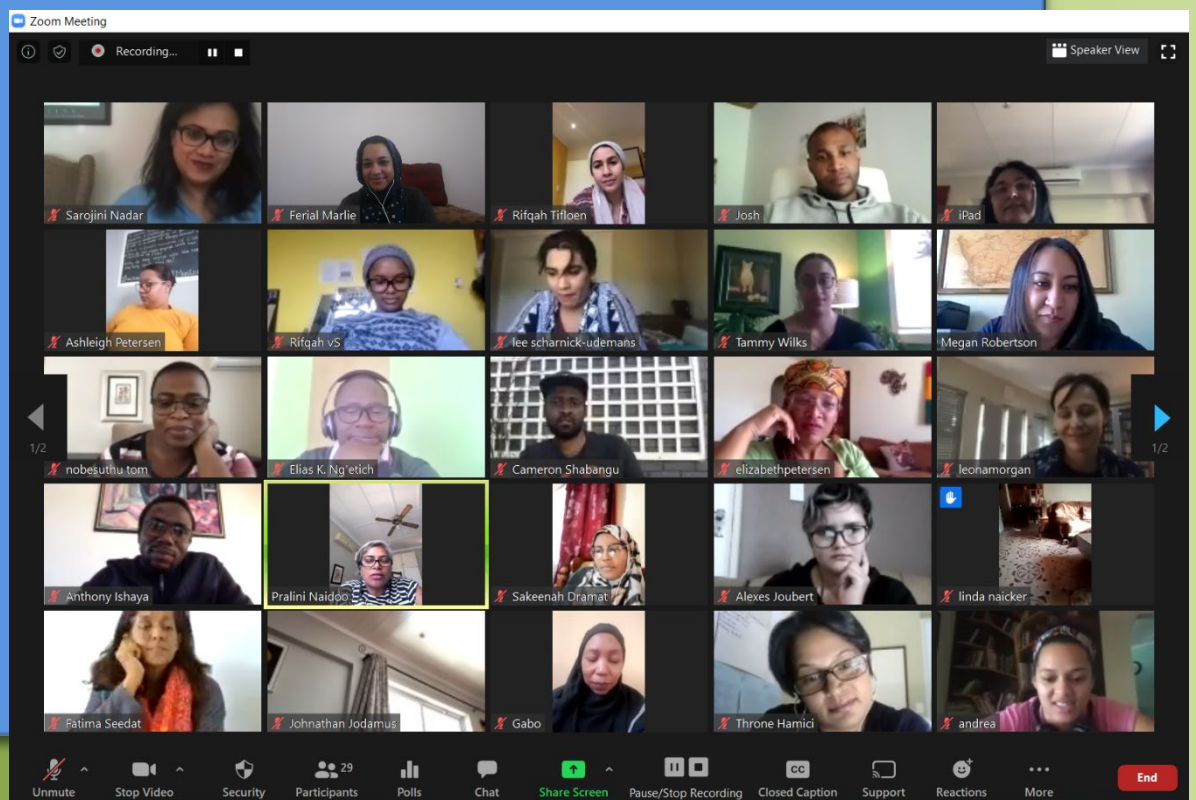 Zoom Meeting
Recording...
Speaker View
Sarojini Nadar
Ferial Marlie
Rifqah Tifloen
Josh
iPad
Ashleigh Petersen
Rifqah vS
lee scharnick-udemans
Tammy Wilks
Megan Robertson
1/2
1/2
nobesuthu tom
Elias K. Ng'etich
Cameron Shabangu
elizabethpetersen
leonamorgan
Anthony Ishaya
Pralini Naidoo
Sakeenah Dramat
Alexes Joubert
linda naicker
Fatima Seedat
Johnathan Jodamus
Gabo
Throne Hamici
andrea
29
CC
Unmute
Stop Video
Security
Participants
Polls
Chat
Share Screen
Pause/Stop Recording
Closed Caption
Support
Reactions
More
End